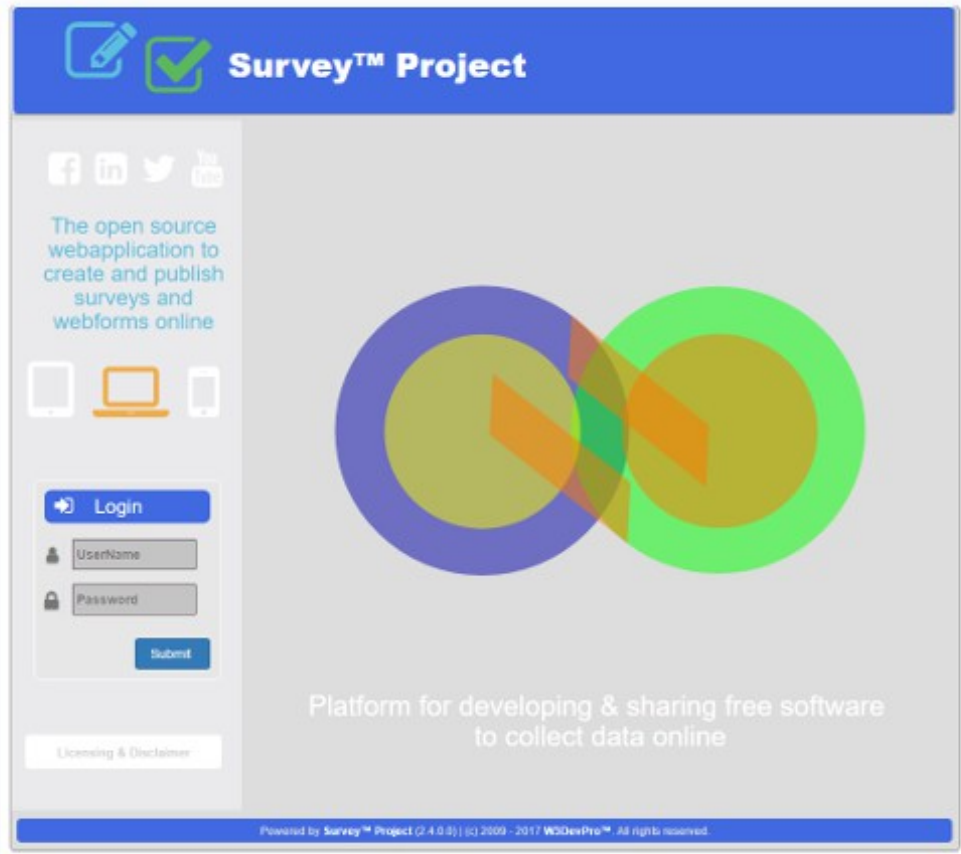 Survey™ Project
You
Tube
The open source
webapplication to
create and publish
surveys and
webforms online
Login
UserName
Password
Submit
Licensing & Disclaimer
Platform for developing & sharing free software
to collect data online
Powered by Survey™ Project (2.4.0.0) | (c) 2009 - 2017 W3DevPro™. All rights reserved.